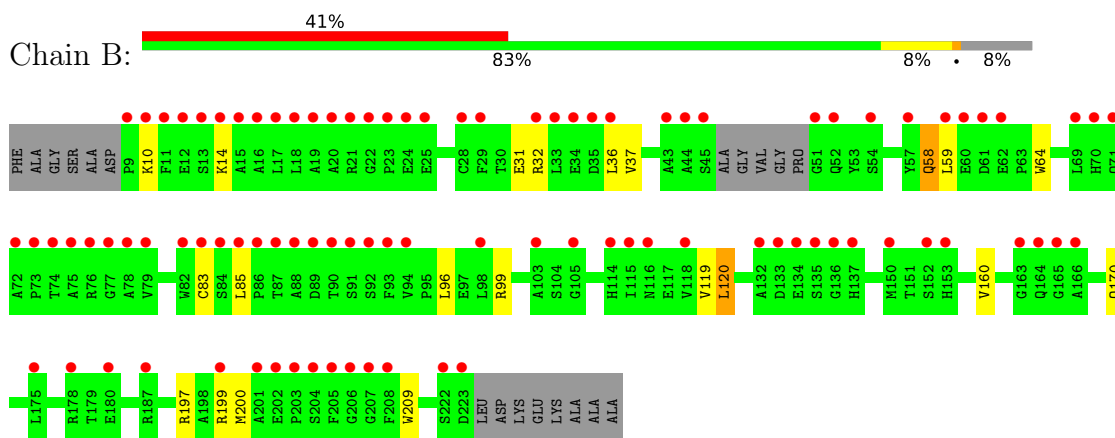 41%
Chain B:
83% 8% • 8%
PHE ALA GLY SER ALA ASP P9 K10 F11 E12 S13 K14 A15 A16 L17 L18 A19 A20 R21 G22 P23 E24 E25 C28 F29 T30 E31 R32 L33 E34 D35 L36 V37 A43 A44 S45 ALA GLY VAL GLY PRO G51 Q52 Y53 S54 Y57 Q58 L59 E60 D61 E62 P63 W64 L69 H70
A72 P73 T74 A75 R76 G77 A78 V79 W82 C83 S84 L85 P86 T87 A88 D89 T90 S91 S92 F93 V94 P95 L96 E97 L98 R99 A103 S104 G105 H114 I115 N116 E117 V118 V119 L120 A132 D133 E134 S135 G136 H137 M150 T151 S152 H153 V160 G163 Q164 G165 A166
L175 R178 T179 E180 R187 R197 A198 R199 M200 A201 E202 P203 S204 F205 G206 G207 F208 W209 S222 D223 LEU ASP LYS GLU LYS ALA ALA ALA